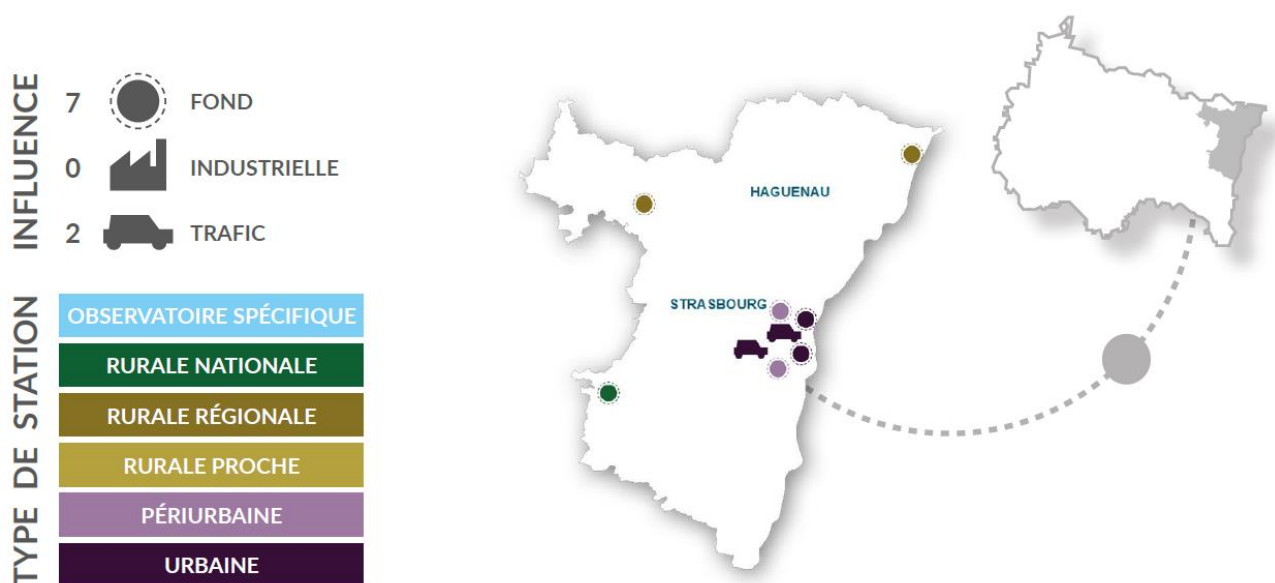 INFLUENCE
7 FOND
0 INDUSTRIELLE
2 TRAFIC
TYPE DE STATION
OBSERVATOIRE SPÉCIFIQUE
RURALE NATIONALE
RURALE RÉGIONALE
RURALE PROCHE
PÉRIURBAINE
URBAINE
HAGUENAU
STRASBOURG